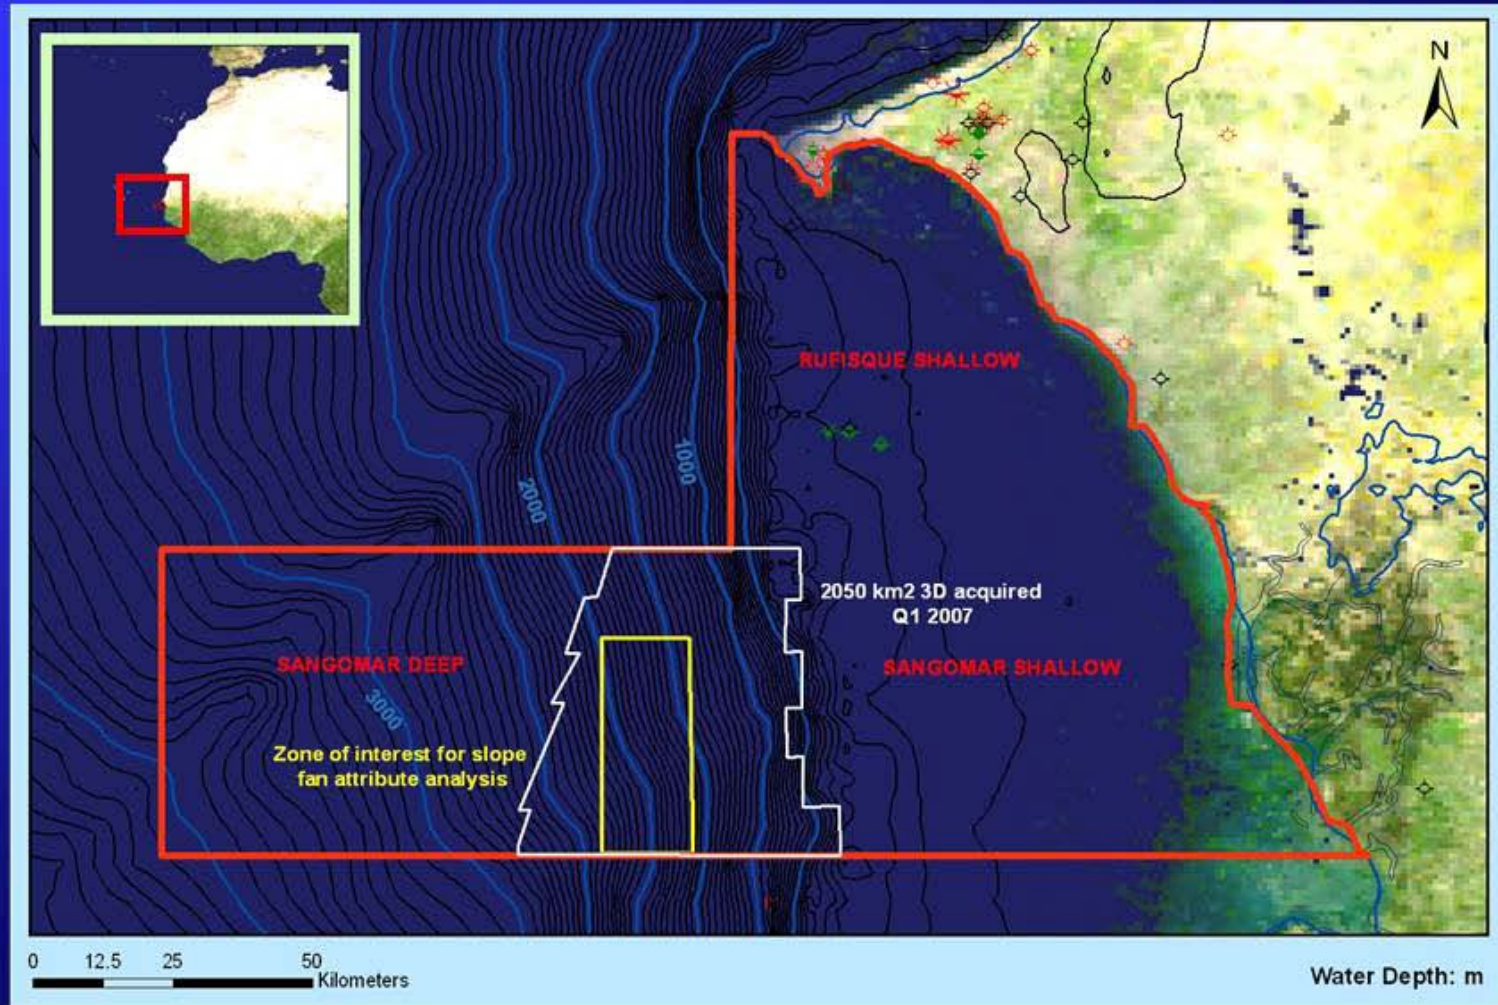 N
RUFISQUE SHALLOW
1000
2000
2050 km2 3D acquired
Q1 2007
SANGOMAR DEEP
SANGOMAR SHALLOW
3000
Zone of interest for slope
fan attribute analysis
0 12.5 25 50
Kilometers
Water Depth: m